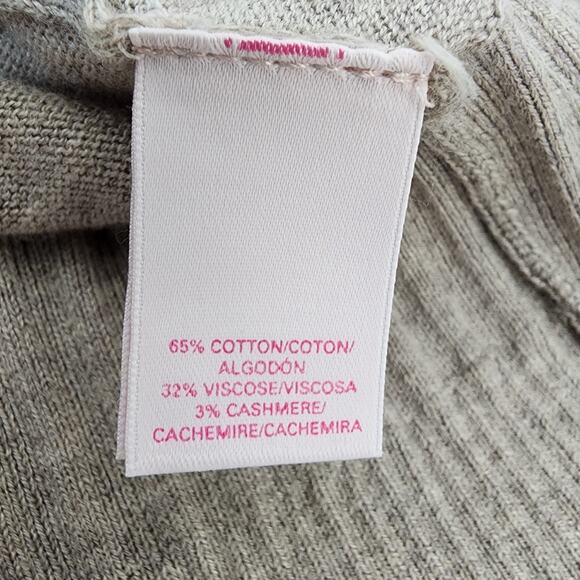 65% COTTON/COTON/
ALGODÓN
32% VISCOSE/VISCOSA
3% CASHMERE/
CACHEMIRE/CACHEMIRA